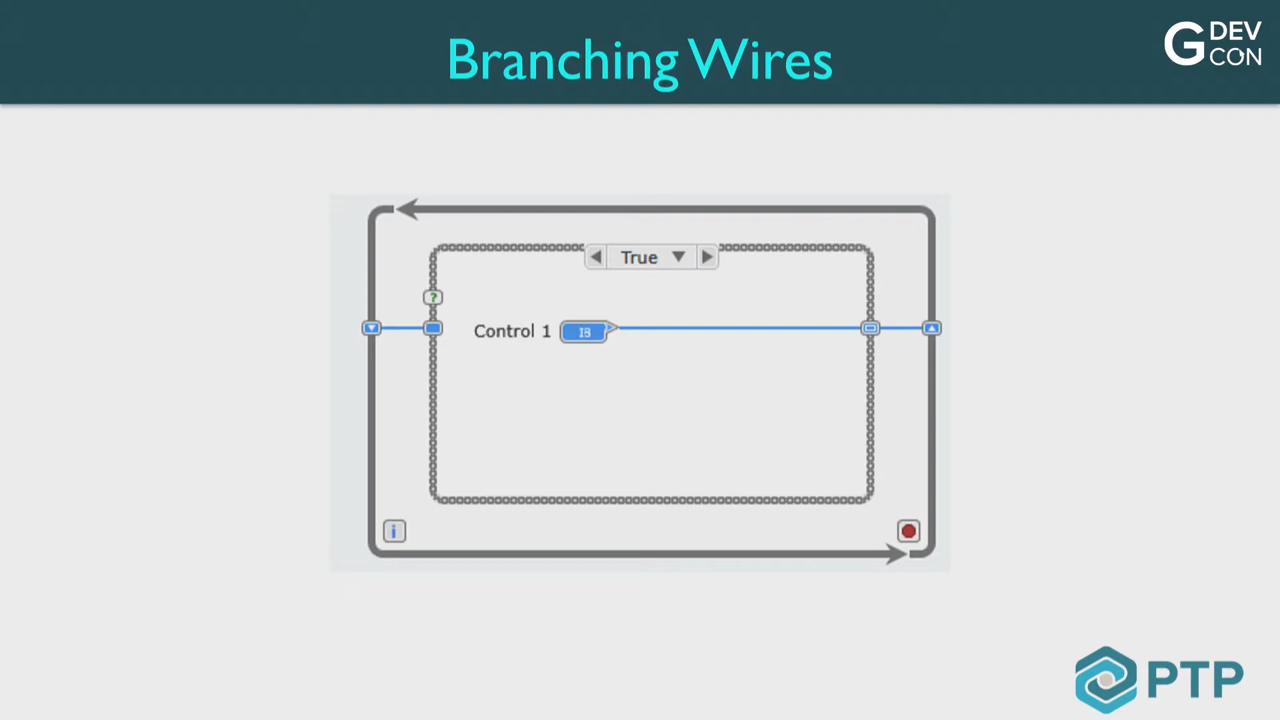 Branching Wires
G DEV
CON
True
?
Control 1 I8
i
PTP